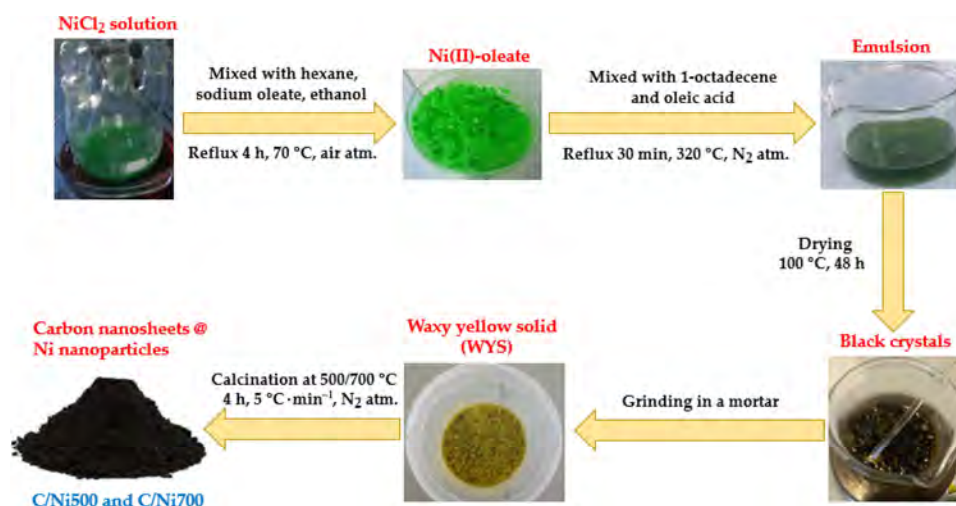 NiCl₂ solution
Mixed with hexane,
sodium oleate, ethanol
Reflux 4 h, 70 °C, air atm.
Ni(II)-oleate
Mixed with 1-octadecene
and oleic acid
Reflux 30 min, 320 °C, N₂ atm.
Emulsion
Drying
100 °C, 48 h
Black crystals
Grinding in a mortar
Waxy yellow solid
(WYS)
Calcination at 500/700 °C
4 h, 5 °C·min⁻¹, N₂ atm.
Carbon nanosheets @
Ni nanoparticles
C/Ni500 and C/Ni700